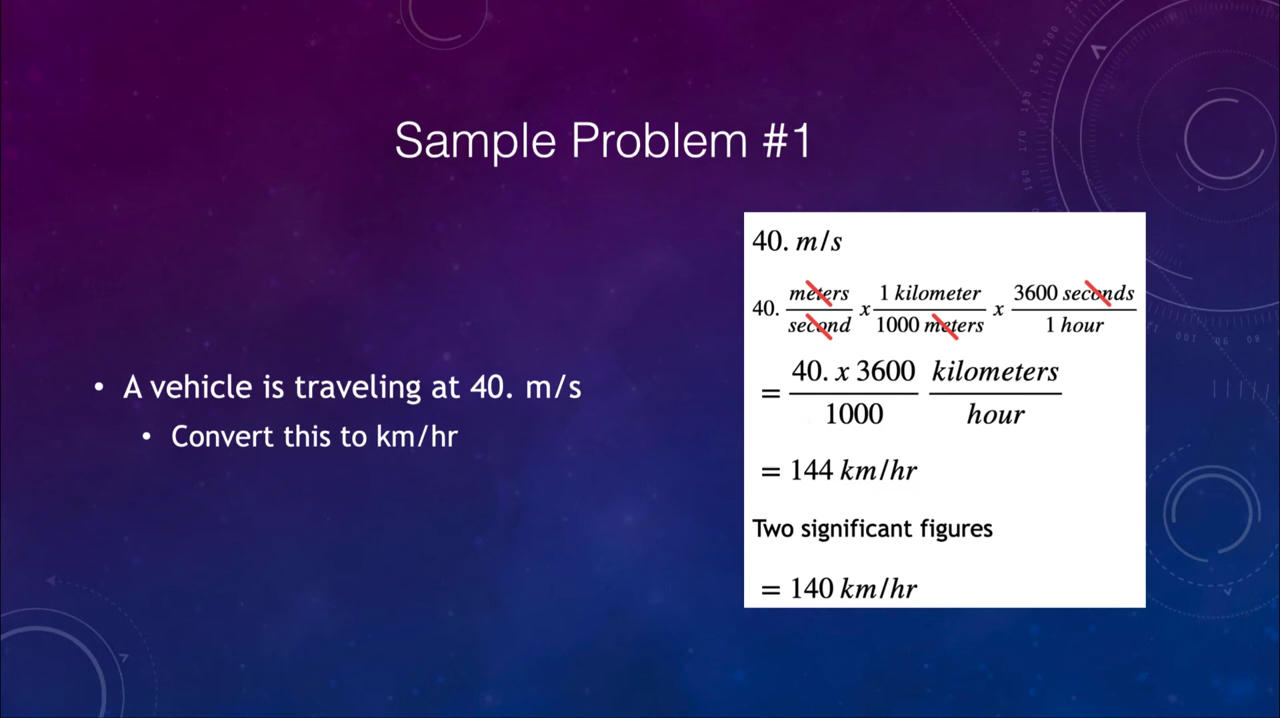 Sample Problem #1
A vehicle is traveling at 40. m/s
Convert this to km/hr
40. m/s
40. meters/second x 1 kilometer/1000 meters x 3600 seconds/1 hour
= 40. x 3600/1000 kilometers/hour
= 144 km/hr
Two significant figures
= 140 km/hr